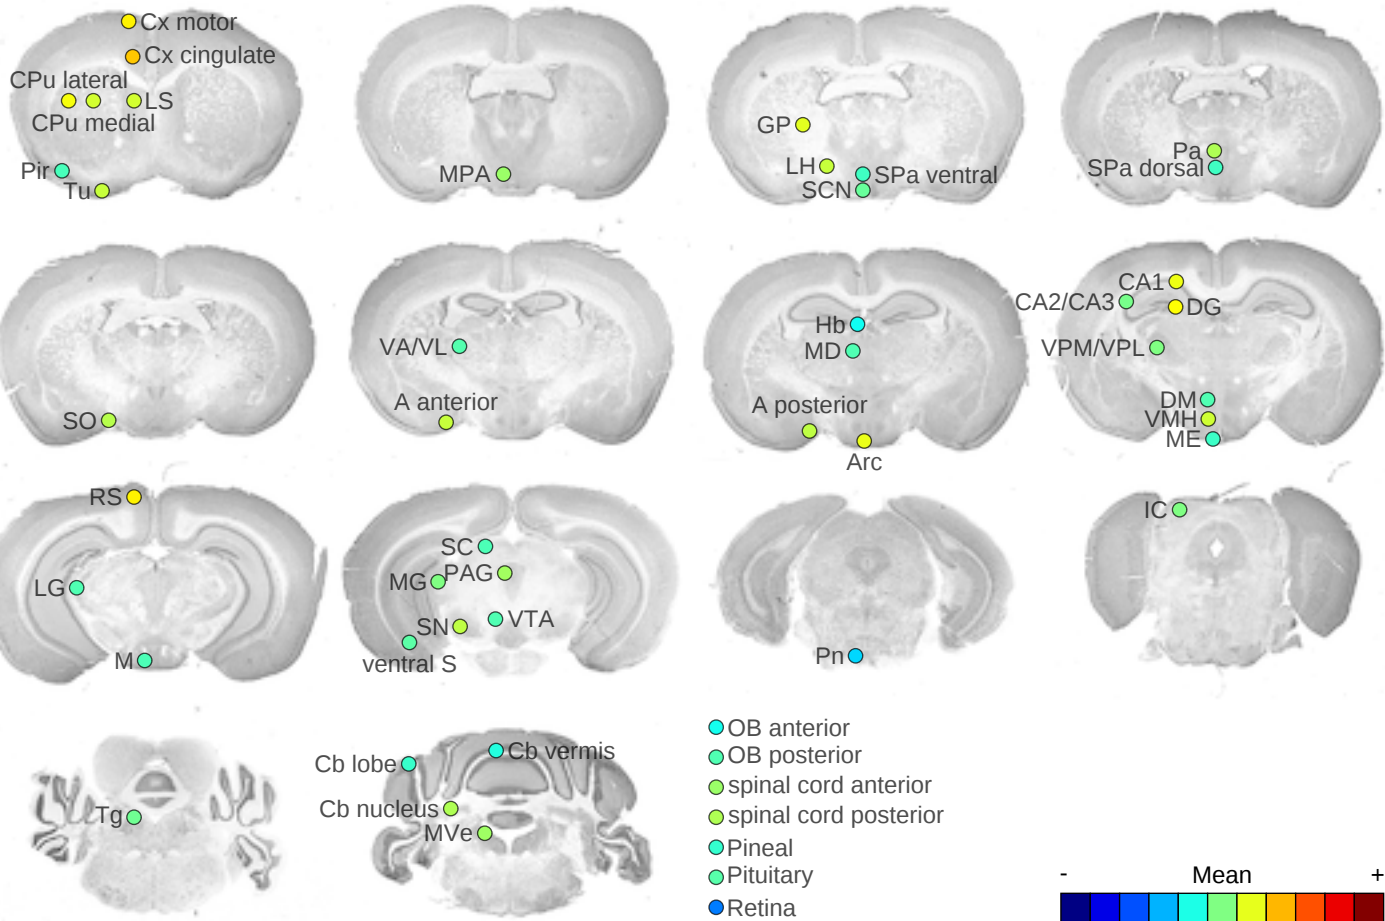 Cx motor
Cx cingulate
CPu lateral
LS
CPu medial
Pir
Tu
MPA
GP
LH
SPa ventral
SCN
Pa
SPa dorsal
SO
VA/VL
A anterior
Hb
MD
A posterior
Arc
CA1
CA2/CA3
DG
VPM/VPL
DM
VMH
ME
RS
LG
M
SC
PAG
MG
SN
VTA
ventral S
Pn
IC
Tg
Cb vermis
Cb lobe
Cb nucleus
MVe
OB anterior
OB posterior
spinal cord anterior
spinal cord posterior
Pineal
Pituitary
Retina
- Mean +